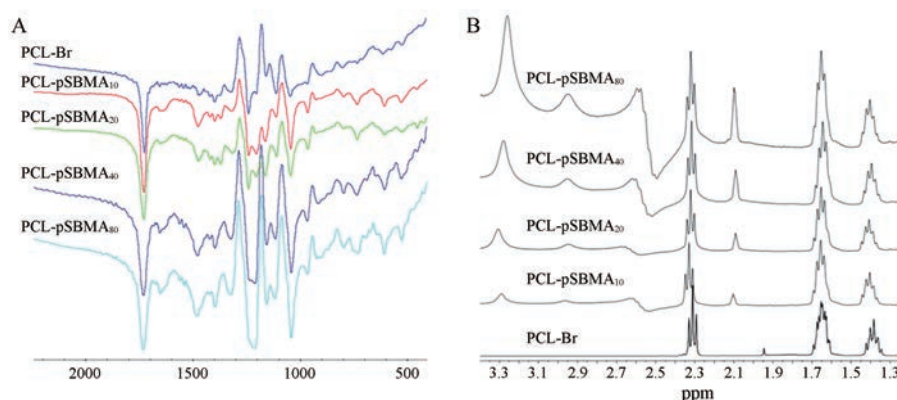 A
PCL-Br
PCL-pSBMA₁₀
PCL-pSBMA₂₀
PCL-pSBMA₄₀
PCL-pSBMA₈₀
2000 1500 1000 500
B
PCL-pSBMA₈₀
PCL-pSBMA₄₀
PCL-pSBMA₂₀
PCL-pSBMA₁₀
PCL-Br
3.3 3.1 2.9 2.7 2.5 2.3 2.1 1.9 1.7 1.5 1.3
ppm